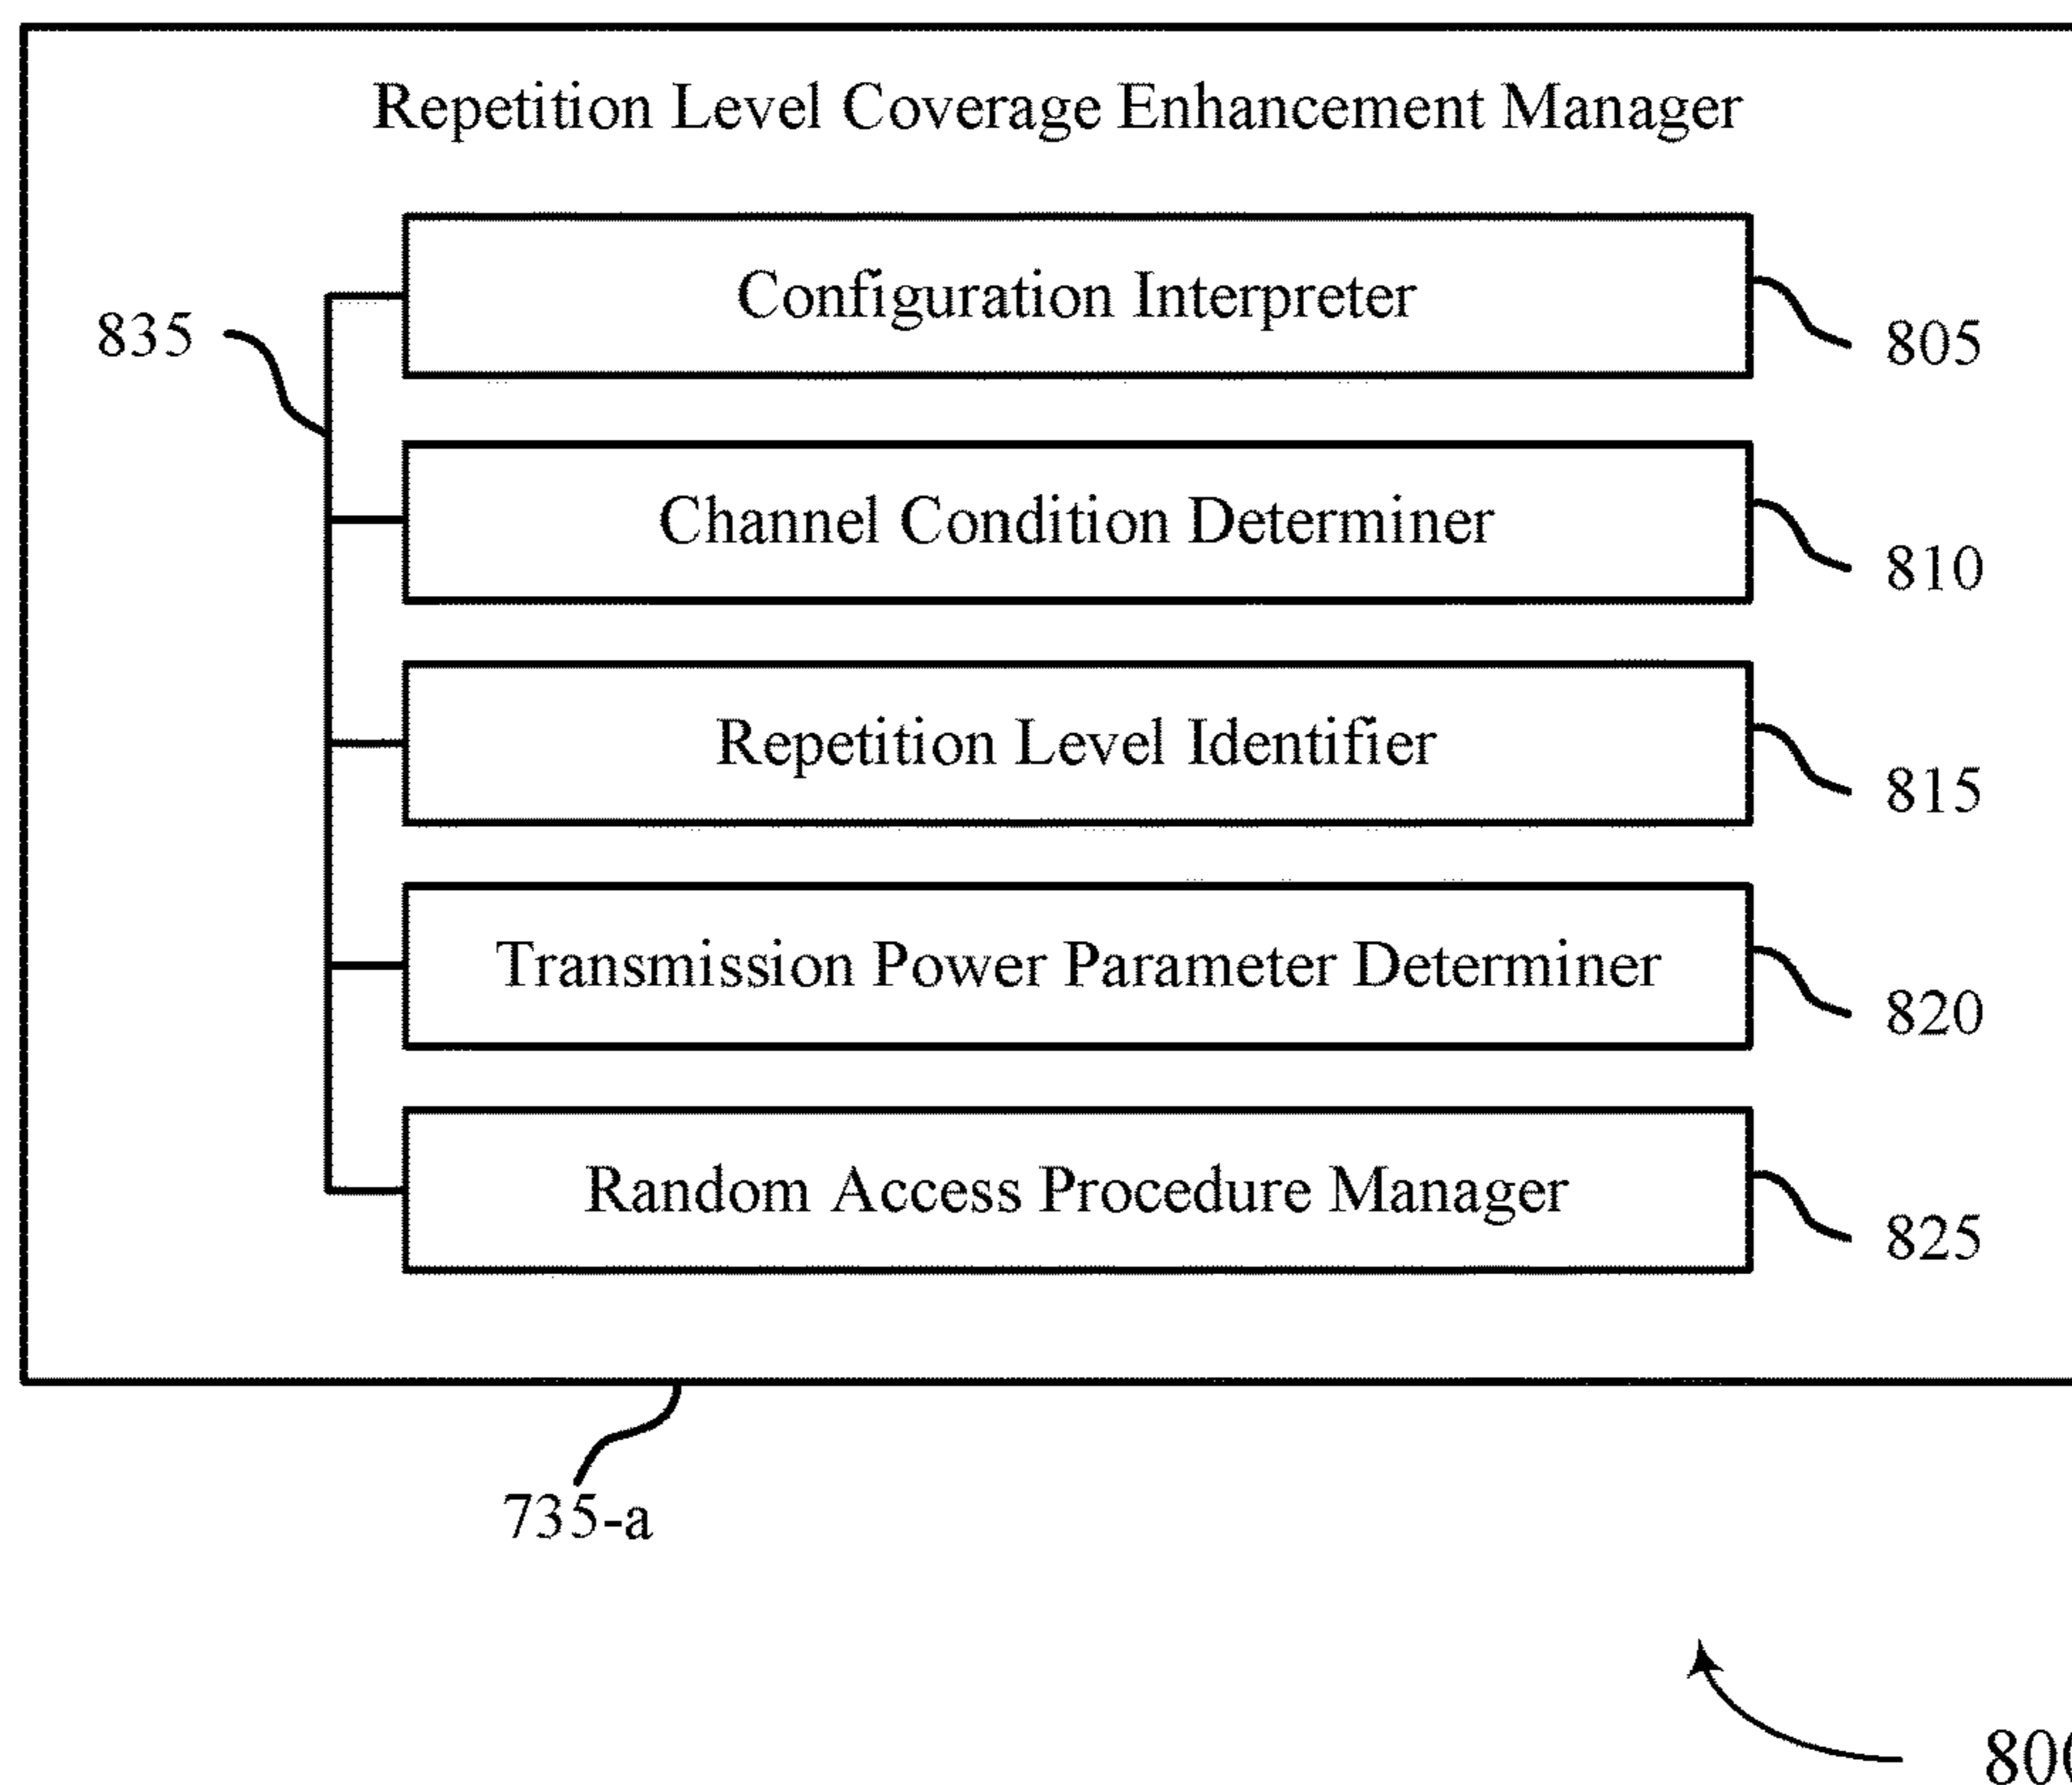 Repetition Level Coverage Enhancement Manager
Configuration Interpreter
835
805
Channel Condition Determiner
810
Repetition Level Identifier
815
Transmission Power Parameter Determiner
820
Random Access Procedure Manager
825
735-a